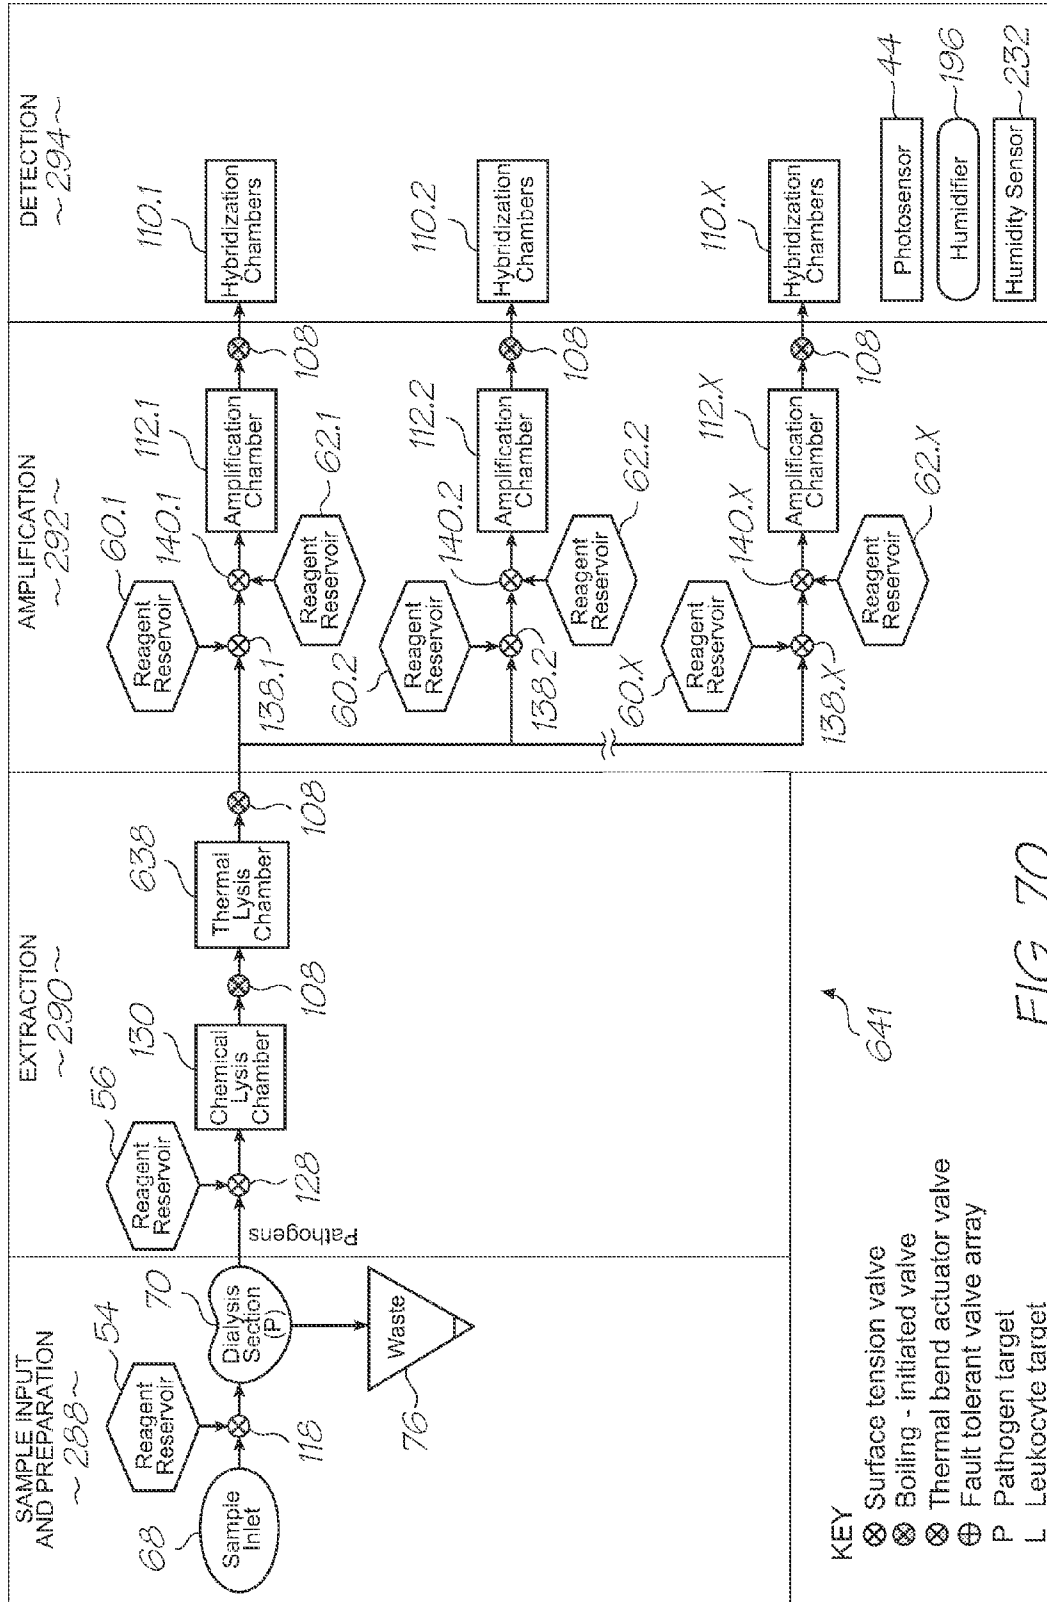 SAMPLE INPUT
AND PREPARATION
~288~
EXTRACTION
~290~
AMPLIFICATION
~292~
DETECTION
~294~
68
Sample
Inlet
54
Reagent
Reservoir
118
70
Dialysis
Section
(P)
76
Waste
Pathogens
56
Reagent
Reservoir
128
130
Chemical
Lysis
Chamber
108
638
Thermal
Lysis
Chamber
108
60.1
Reagent
Reservoir
138.1
140.1
62.1
Reagent
Reservoir
112.1
Amplification
Chamber
108
110.1
Hybridization
Chambers
60.2
Reagent
Reservoir
138.2
140.2
62.2
Reagent
Reservoir
112.2
Amplification
Chamber
108
110.2
Hybridization
Chambers
60.X
Reagent
Reservoir
138.X
140.X
62.X
Reagent
Reservoir
112.X
Amplification
Chamber
108
110.X
Hybridization
Chambers
Photosensor
44
Humidifier
196
Humidity Sensor
232
KEY
Surface tension valve
Boiling - initiated valve
Thermal bend actuator valve
Fault tolerant valve array
P Pathogen target
L Leukocyte target
641
FIG. 70